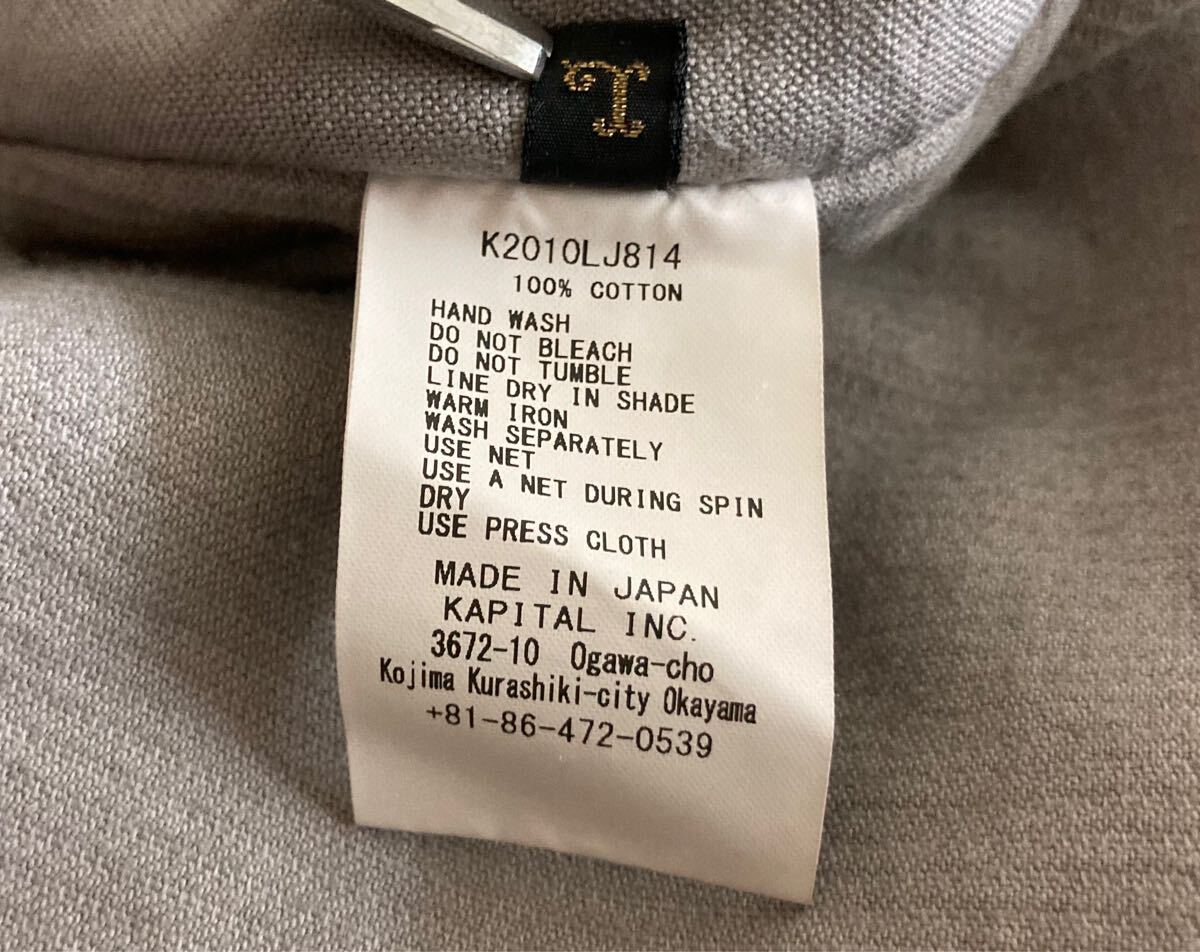 I
K2010LJ814
100% COTTON
HAND WASH
DO NOT BLEACH
DO NOT TUMBLE
LINE DRY IN SHADE
WARM IRON
WASH SEPARATELY
USE NET
USE A NET DURING SPIN
DRY
USE PRESS CLOTH
MADE IN JAPAN
KAPITAL INC.
3672-10 Ogawa-cho
Kojima Kurashiki-city Okayama
+81-86-472-0539